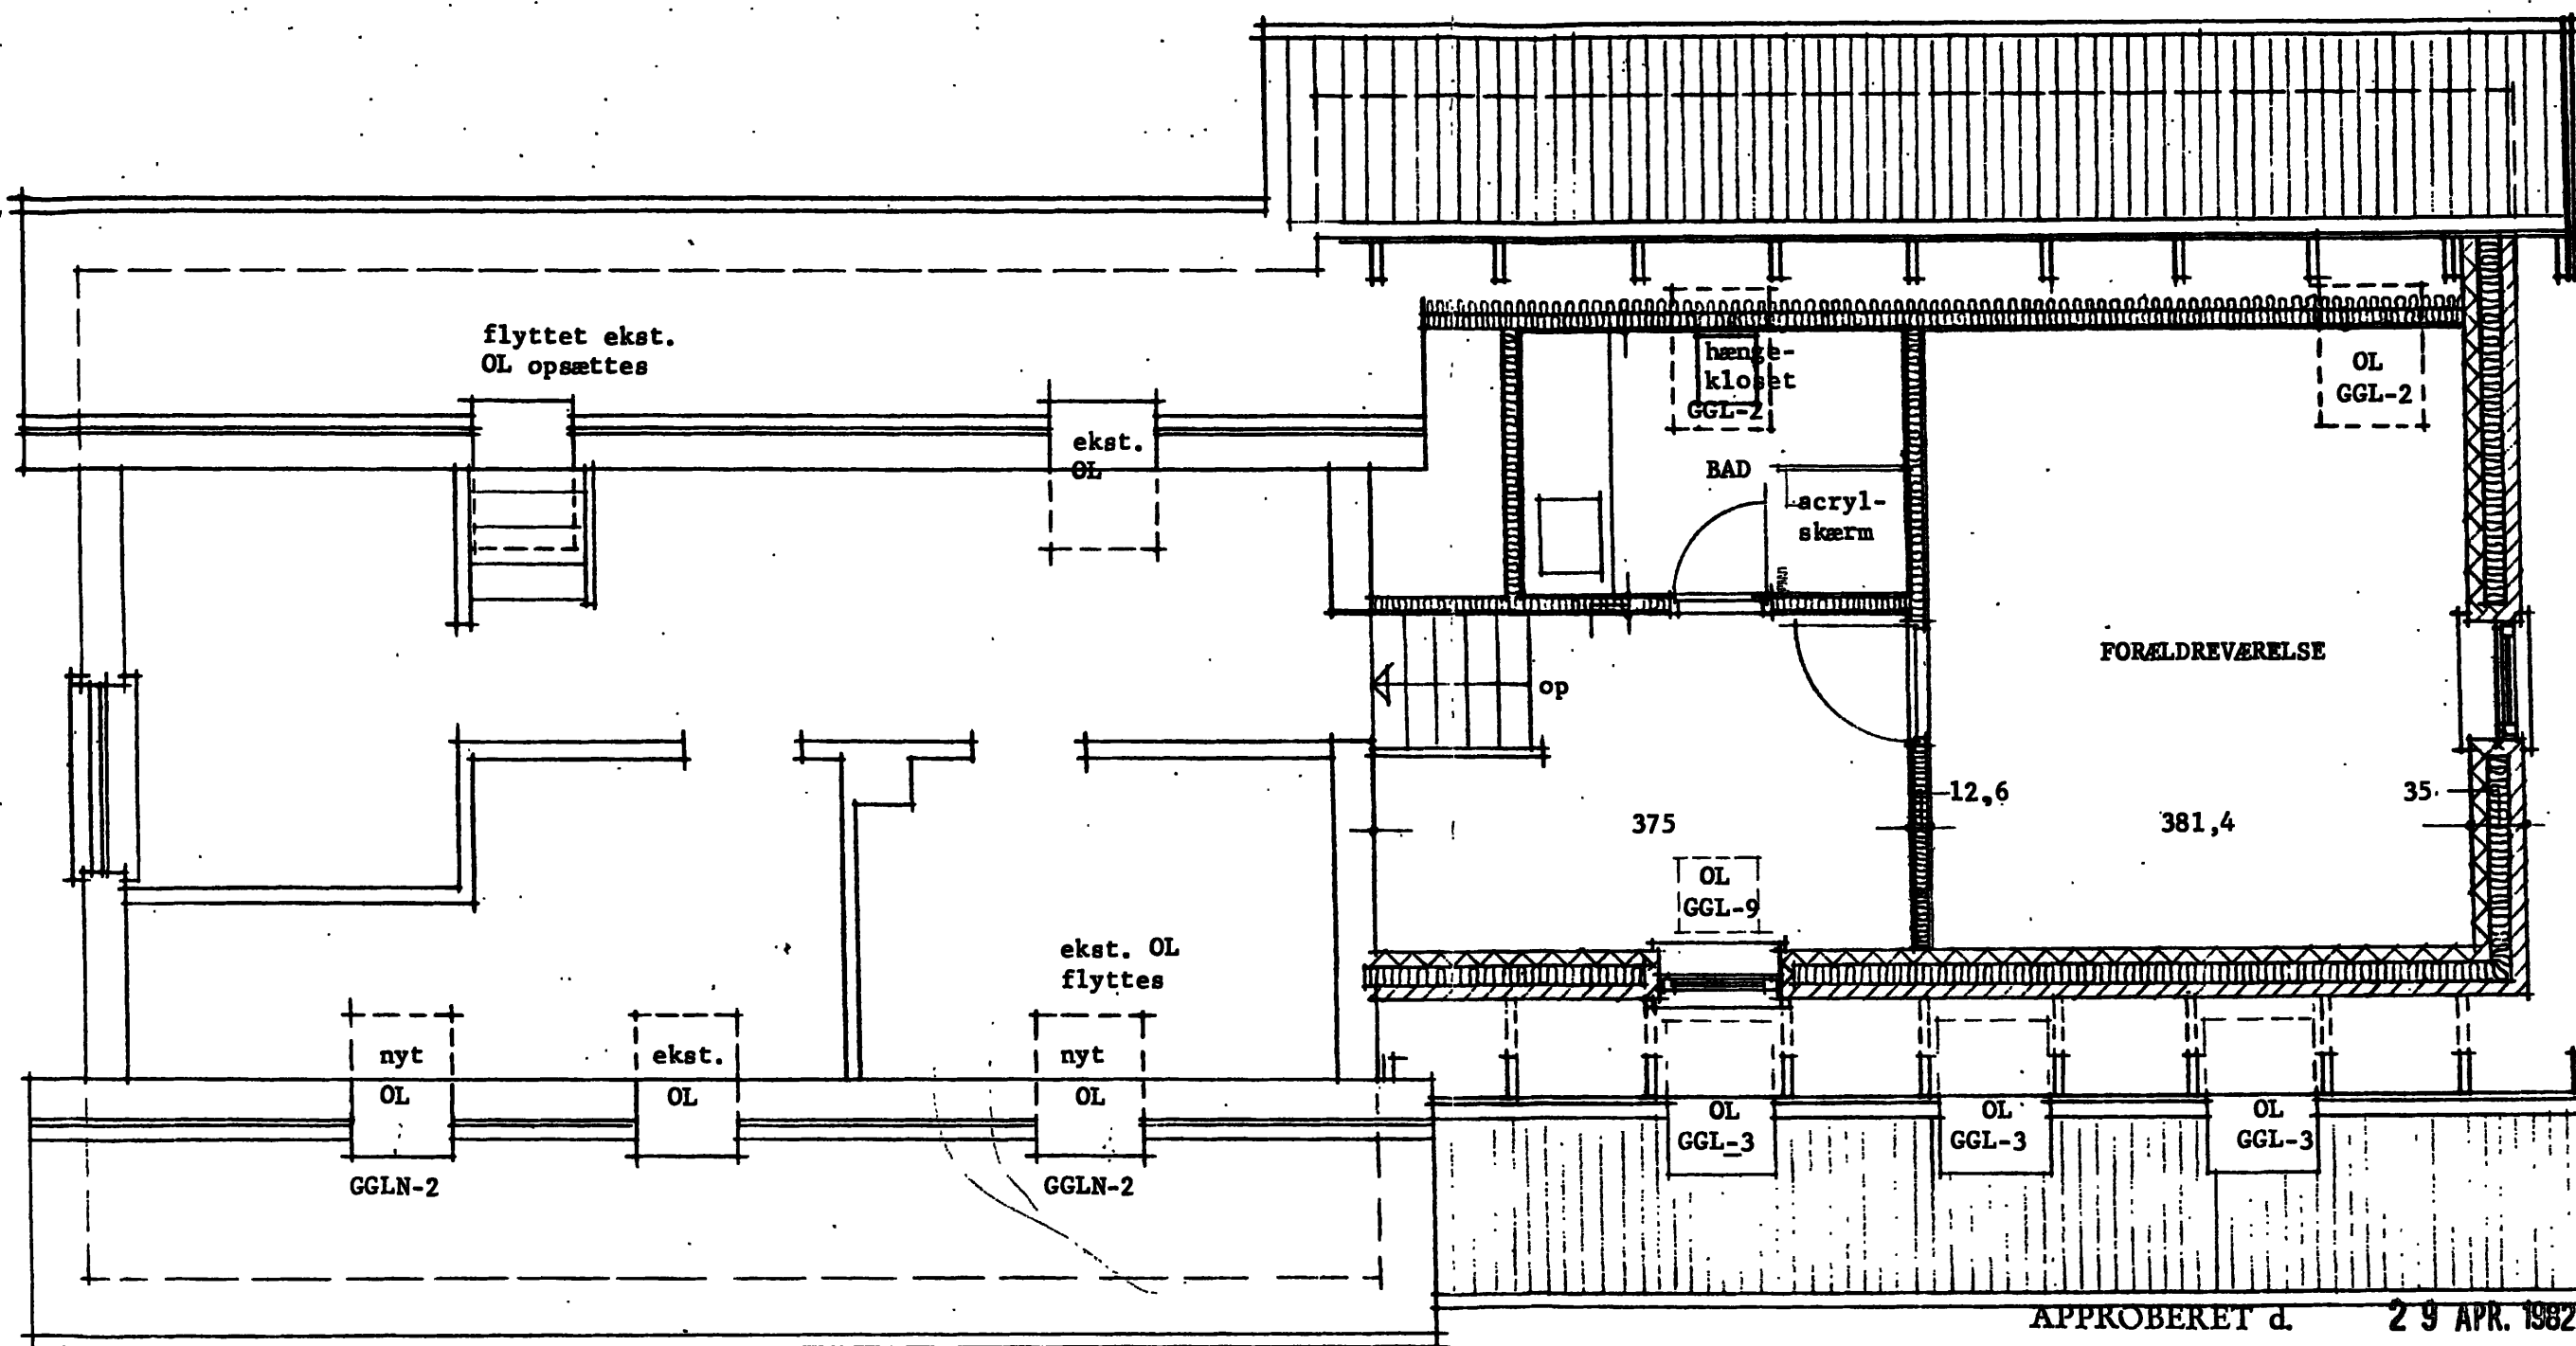 flyttet ekst.
OL opsættes
ekst.
OL
hænge-
kloset
GGL-2
OL
GGL-2
BAD
acryl-
skærm
op
FORÆLDREVÆRELSE
12,6
35
375
381,4
OL
GGL-9
ekst. OL
flyttes
nyt
OL
GGLN-2
ekst.
OL
nyt
OL
GGLN-2
OL
GGL-3
OL
GGL-3
OL
GGL-3
APPROBERET d. 29 APR. 1982